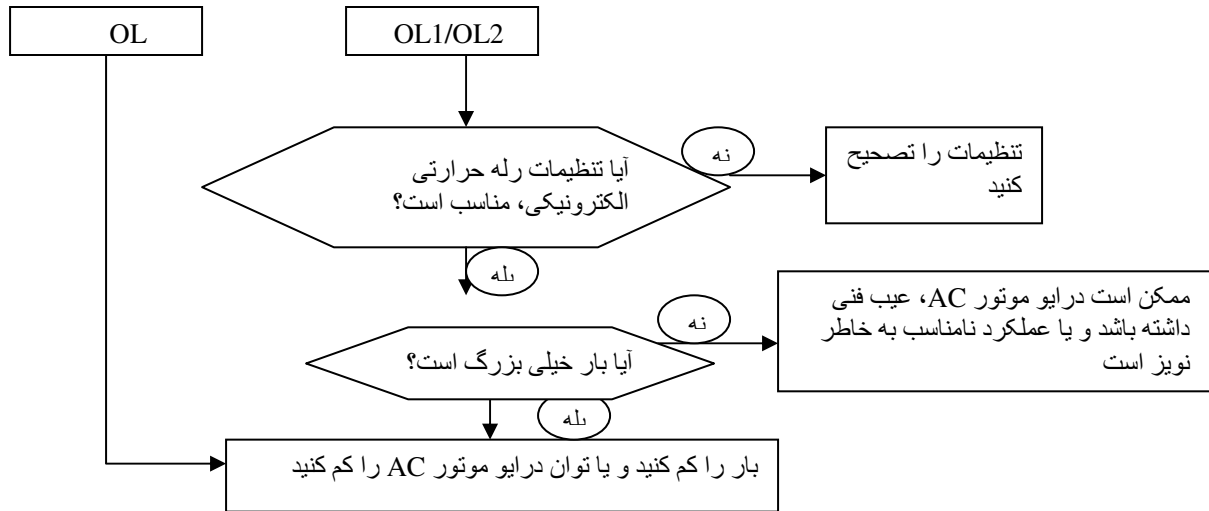 OL
OL1/OL2
نه
تنظیمات را تصحیح
کنید
آیا تنظیمات رله حرارتی
الکترونیکی، مناسب است؟
بله
ممکن است درایو موتور AC، عیب فنی
داشته باشد و یا عملکرد نامناسب به خاطر
نویز است
نه
آیا بار خیلی بزرگ است؟
بله
بار را کم کنید و یا توان درایو موتور AC را کم کنید